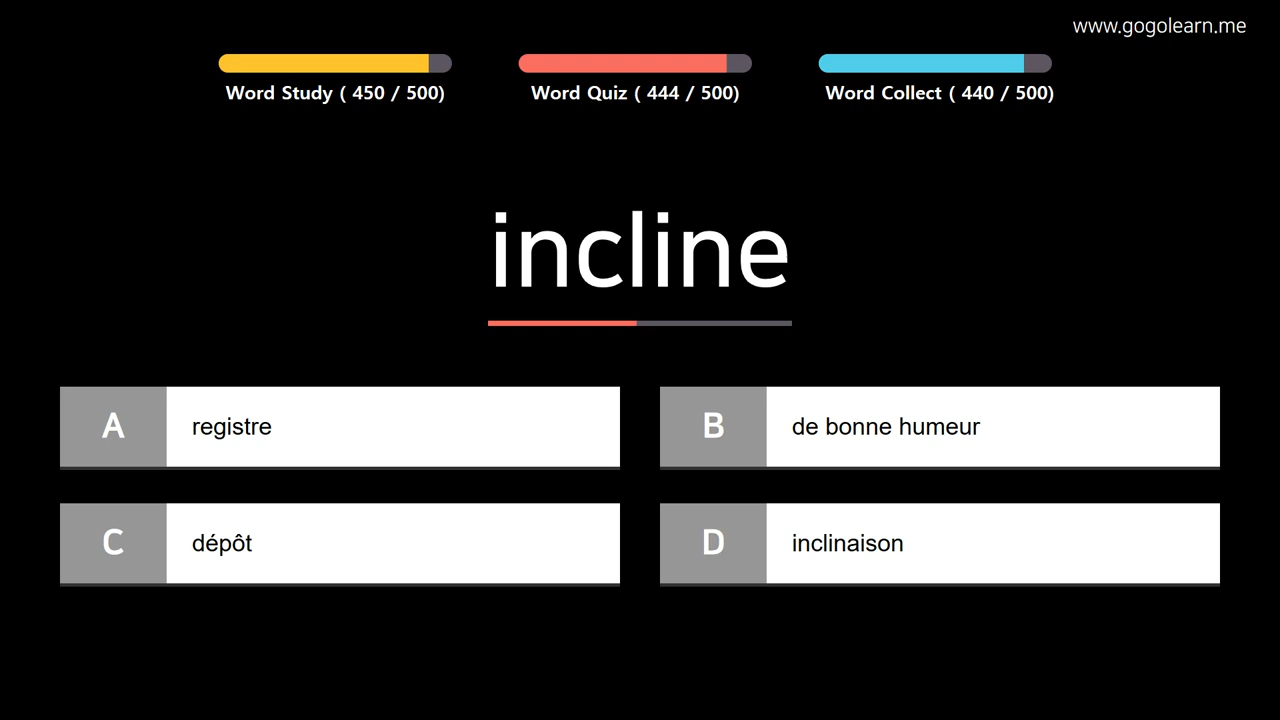 www.gogolearn.me
Word Study ( 450 / 500)
Word Quiz ( 444 / 500)
Word Collect ( 440 / 500)
incline
A registre
B de bonne humeur
C dépôt
D inclinaison